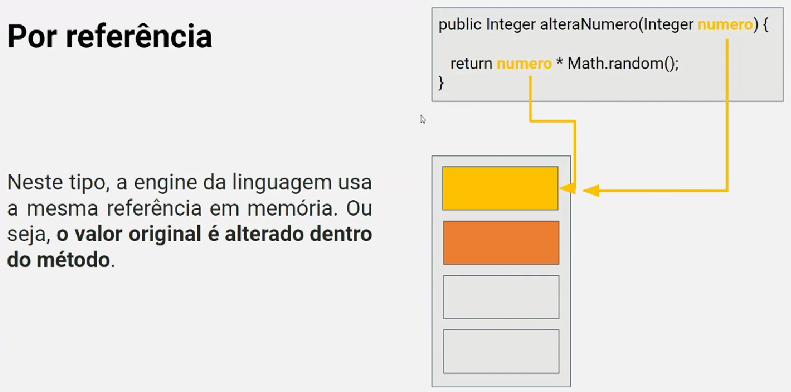 Por referência
public Integer alteraNumero(Integer numero) {
return numero * Math.random();
}
Neste tipo, a engine da linguagem usa
a mesma referência em memória. Ou
seja, o valor original é alterado dentro
do método.